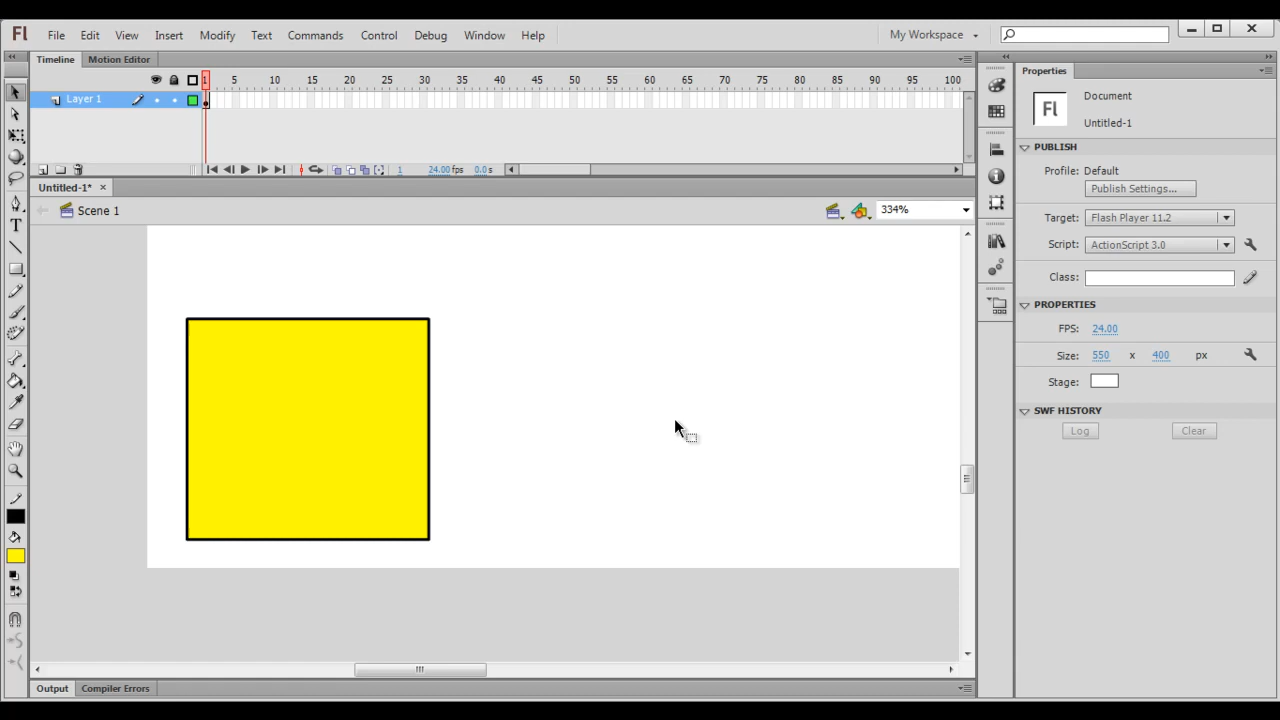 Fl File Edit View Insert Modify Text Commands Control Debug Window Help My Workspace
Timeline Motion Editor
1 5 10 15 20 25 30 35 40 45 50 55 60 65 70 75 80 85 90 95 100
Layer 1
1 24.00 fps 0.0 s
Untitled-1* ×
Scene 1 334%
Output Compiler Errors
Properties
Fl Document
Untitled-1
PUBLISH
Profile: Default
Publish Settings...
Target: Flash Player 11.2
Script: ActionScript 3.0
Class:
PROPERTIES
FPS: 24.00
Size: 550 x 400 px
Stage:
SWF HISTORY
Log Clear